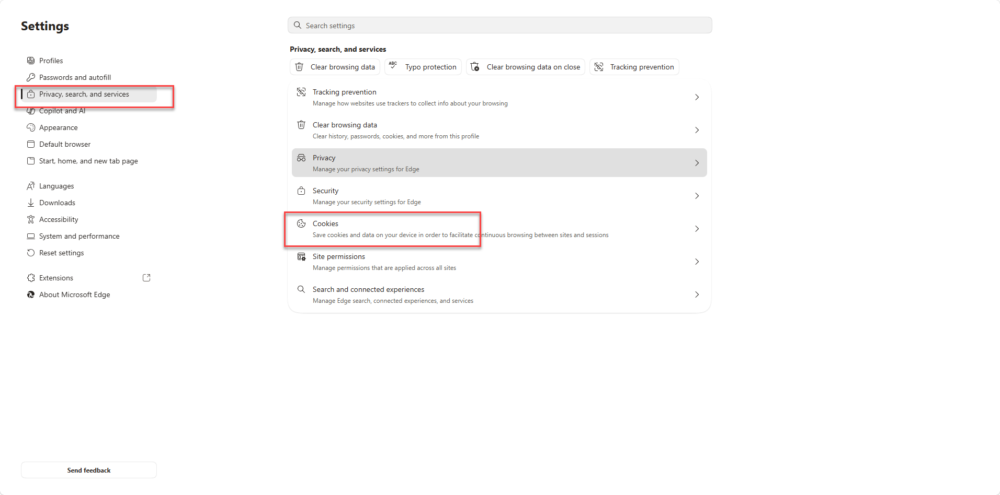 Settings
Profiles
Passwords and autofill
Privacy, search, and services
Copilot and AI
Appearance
Default browser
Start, home, and new tab page
Languages
Downloads
Accessibility
System and performance
Reset settings
Extensions
About Microsoft Edge
Send feedback
Search settings
Privacy, search, and services
Clear browsing data
ABC
Typo protection
Clear browsing data on close
Tracking prevention
Tracking prevention
Manage how websites use trackers to collect info about your browsing
Clear browsing data
Clear history, passwords, cookies, and more from this profile
Privacy
Manage your privacy settings for Edge
Security
Manage your security settings for Edge
Cookies
Save cookies and data on your device in order to facilitate continuous browsing between sites and sessions
Site permissions
Manage permissions that are applied across all sites
Search and connected experiences
Manage Edge search, connected experiences, and services